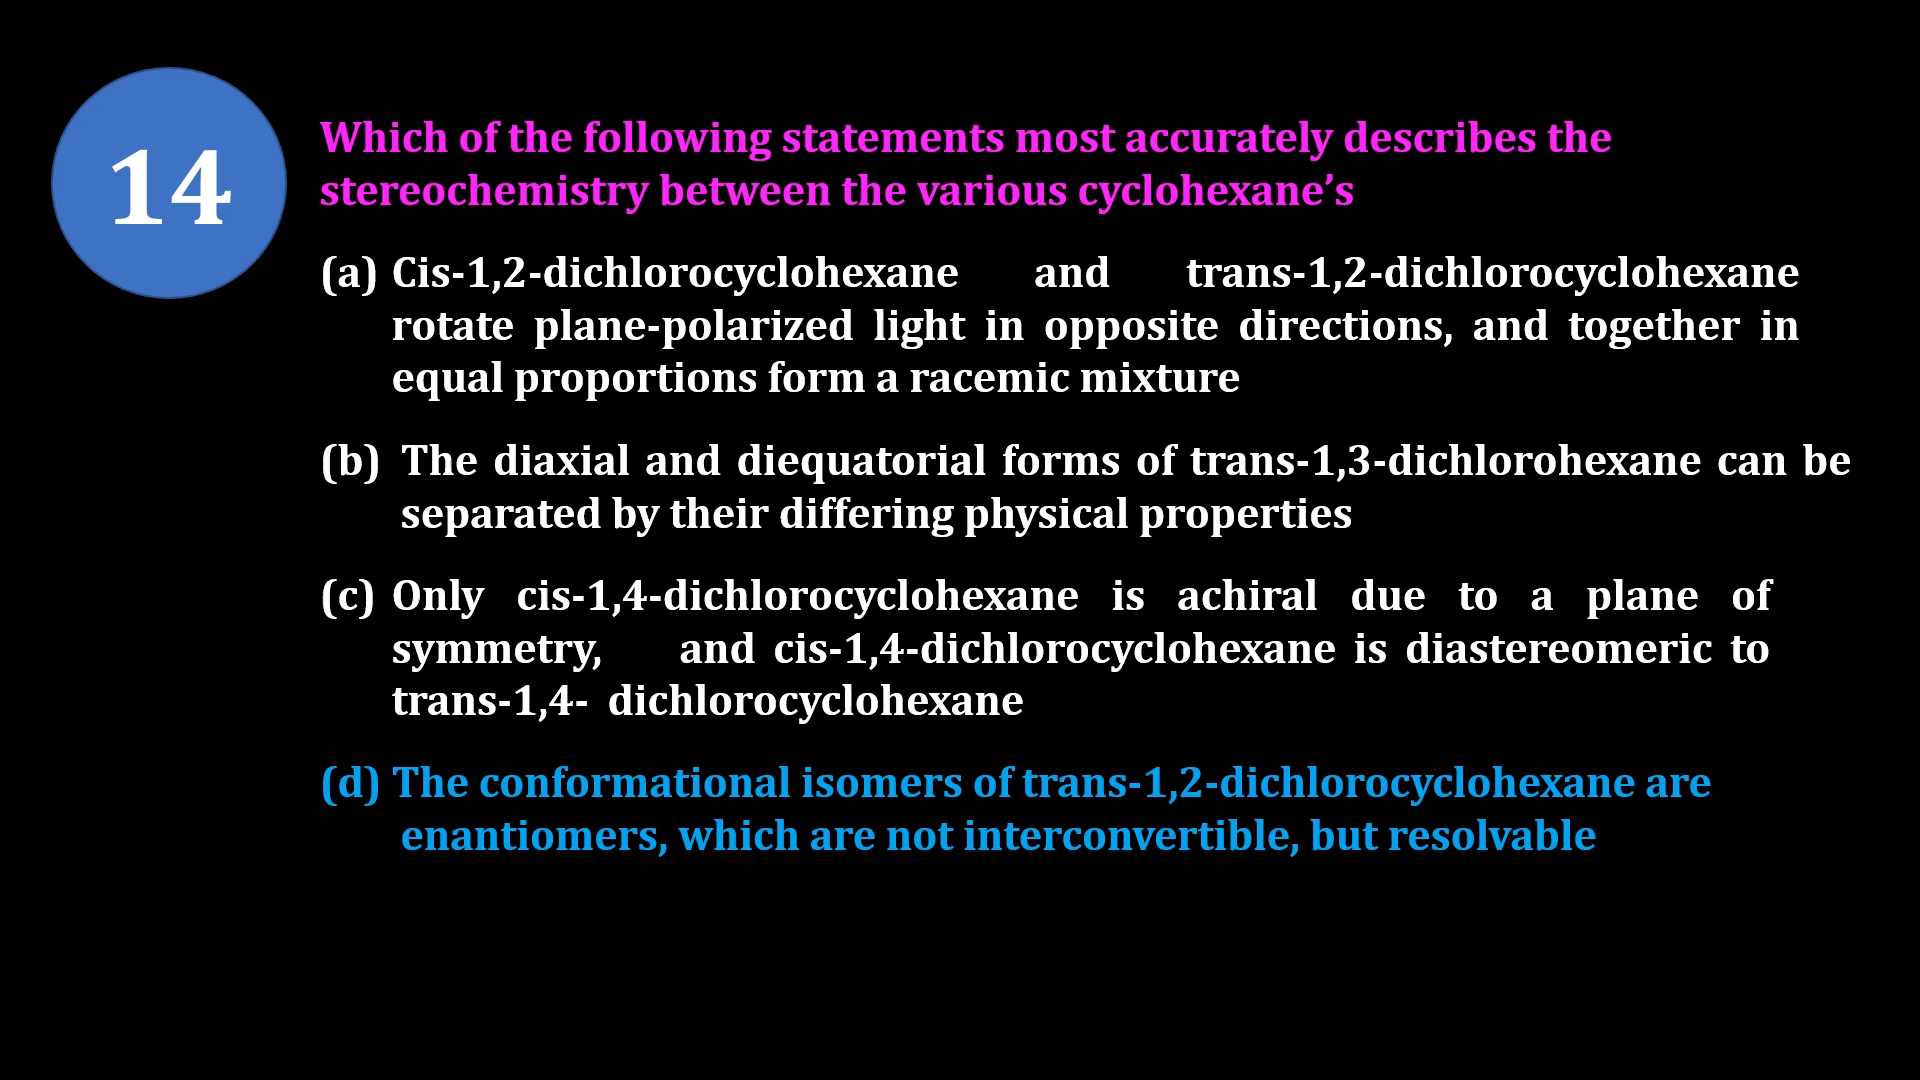 14
Which of the following statements most accurately describes the
stereochemistry between the various cyclohexane’s
(a) Cis-1,2-dichlorocyclohexane and trans-1,2-dichlorocyclohexane
rotate plane-polarized light in opposite directions, and together in
equal proportions form a racemic mixture
(b) The diaxial and diequatorial forms of trans-1,3-dichlorohexane can be
separated by their differing physical properties
(c) Only cis-1,4-dichlorocyclohexane is achiral due to a plane of
symmetry, and cis-1,4-dichlorocyclohexane is diastereomeric to
trans-1,4- dichlorocyclohexane
(d) The conformational isomers of trans-1,2-dichlorocyclohexane are
enantiomers, which are not interconvertible, but resolvable